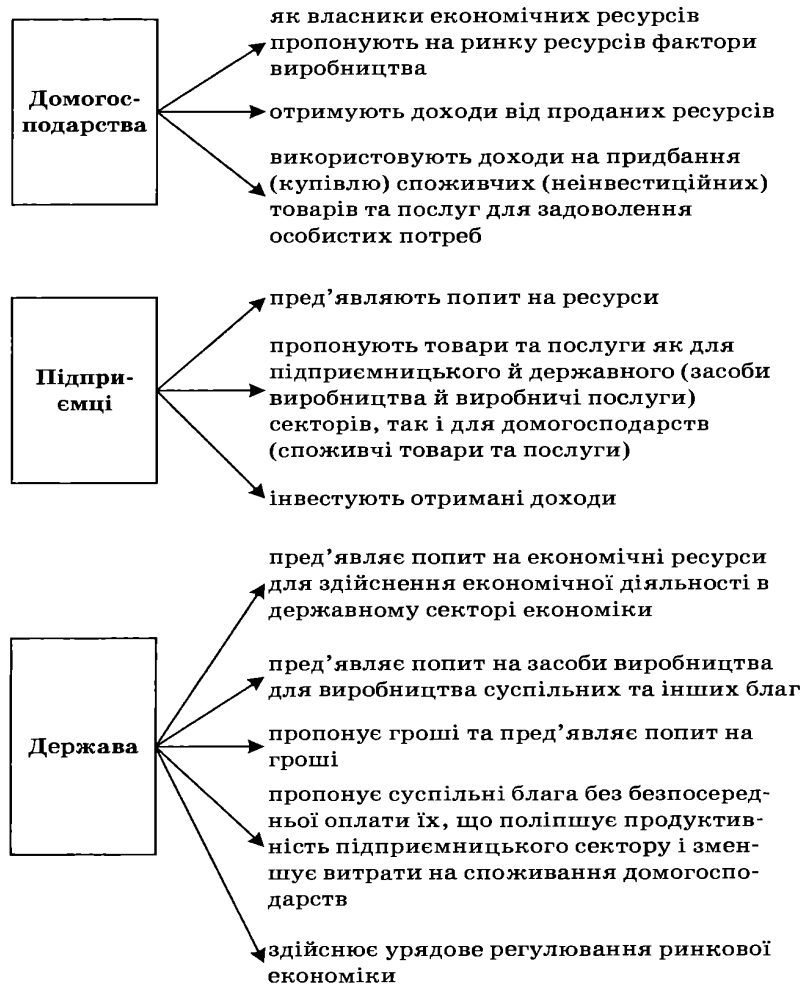 Домогос-
подарства
як власники економічних ресурсів
пропонують на ринку ресурсів фактори
виробництва
отримують доходи від проданих ресурсів
використовують доходи на придбання
(купівлю) споживчих (неінвестиційних)
товарів та послуг для задоволення
особистих потреб
Підпри-
ємці
пред’являють попит на ресурси
пропонують товари та послуги як для
підприємницького й державного (засоби
виробництва й виробничі послуги)
секторів, так і для домогосподарств
(споживчі товари та послуги)
інвестують отримані доходи
Держава
пред’являє попит на економічні ресурси
для здійснення економічної діяльності в
державному секторі економіки
пред’являє попит на засоби виробництва
для виробництва суспільних та інших благ
пропонує гроші та пред’являє попит на
гроші
пропонує суспільні блага без безпосеред-
ньої оплати їх, що поліпшує продуктив-
ність підприємницького сектору і змен-
шує витрати на споживання домогоспо-
дарств
здійснює урядове регулювання ринкової
економіки